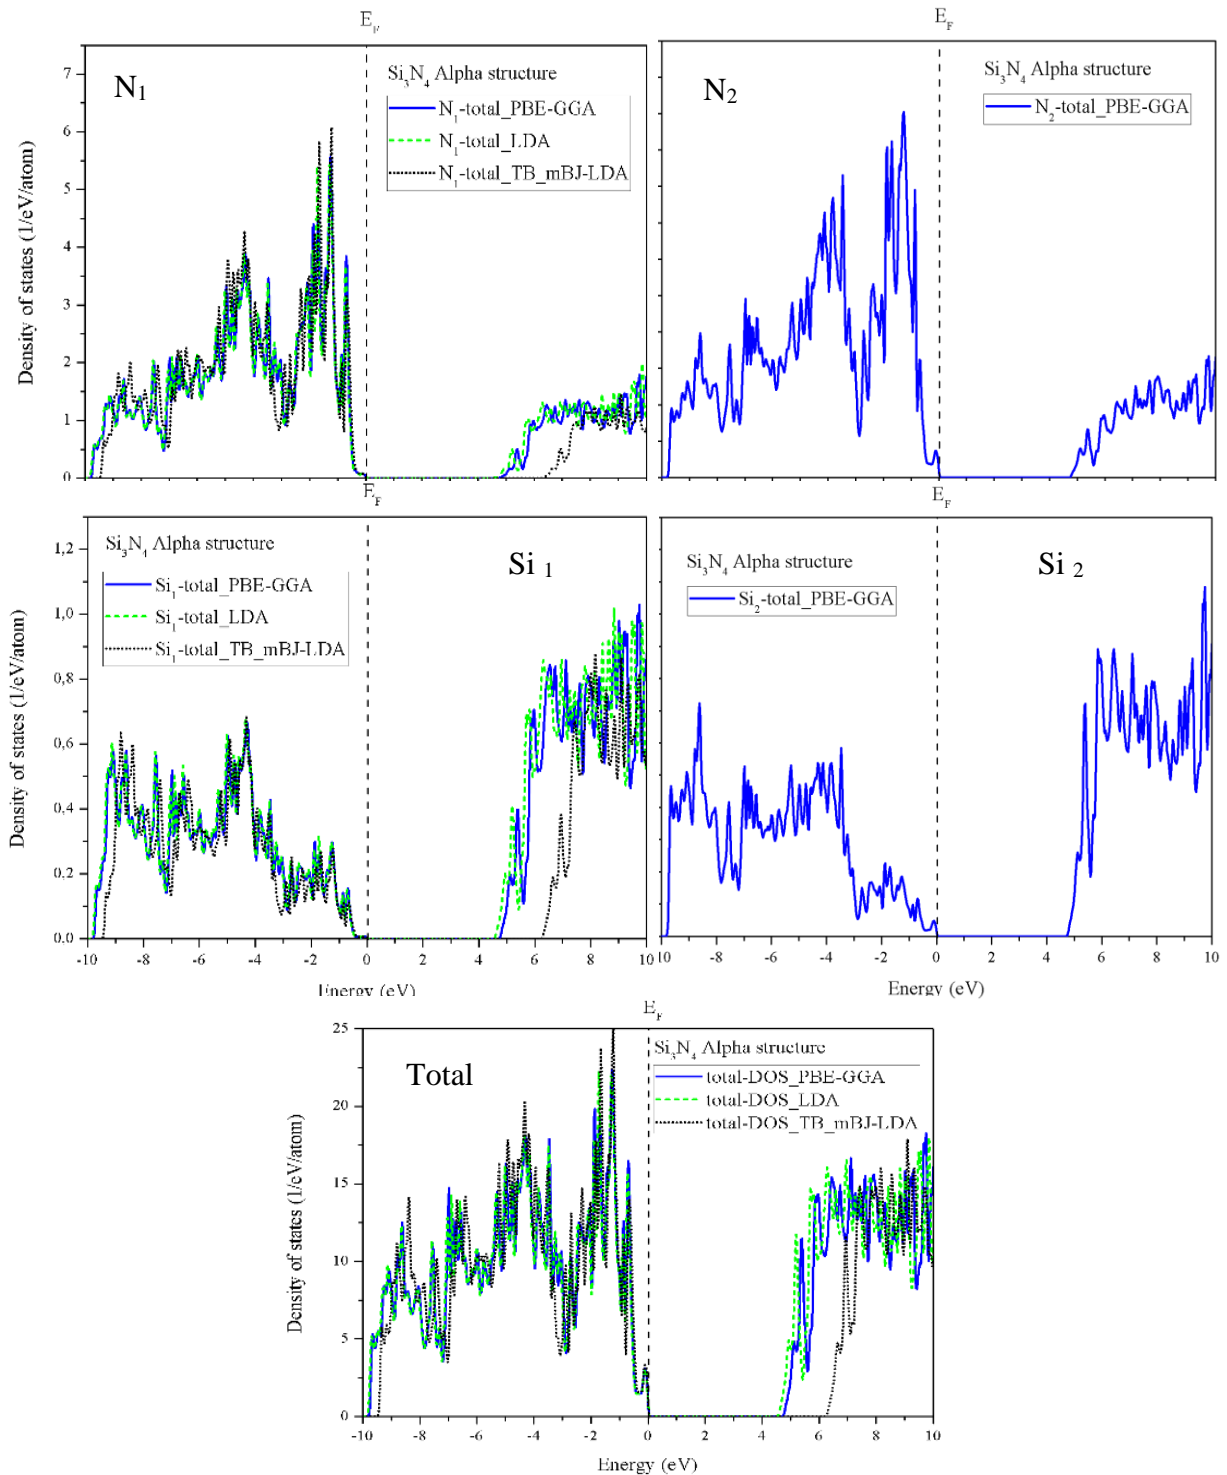 E_F
E_F
N₁
Si₃N₄ Alpha structure
N₁-total_PBE-GGA
N₁-total_LDA
N₁-total_TB_mBJ-LDA
7
6
5
4
3
2
1
0
Density of states (1/eV/atom)
N₂
Si₃N₄ Alpha structure
N₂-total_PBE-GGA
E_F
E_F
Si₃N₄ Alpha structure
Si₁-total_PBE-GGA
Si₁-total_LDA
Si₁-total_TB_mBJ-LDA
Si ₁
1,2
1,0
0,8
0,6
0,4
0,2
0.0
Density of states (1/eV/atom)
-10 -8 -6 -4 -2 0 2 4 6 8 10
Energy (eV)
Si₃N₄ Alpha structure
Si₂-total_PBE-GGA
Si ₂
-10 -8 -6 -4 -2 0 2 4 6 8 10
Energy (eV)
E_F
Total
Si₃N₄ Alpha structure
total-DOS_PBE-GGA
total-DOS_LDA
total-DOS_TB_mBJ-LDA
25
20
15
10
5
0
Density of states (1/eV/atom)
-10 -8 -6 -4 -2 0 2 4 6 8 10
Energy (eV)